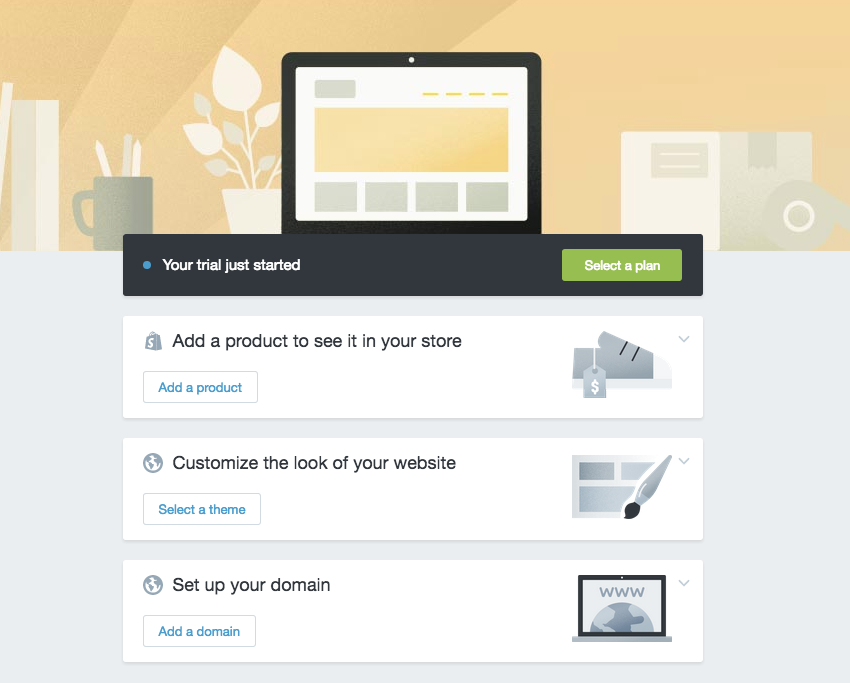 Your trial just started
Select a plan
Add a product to see it in your store
Add a product
$
Customize the look of your website
Select a theme
Set up your domain
WWW
Add a domain